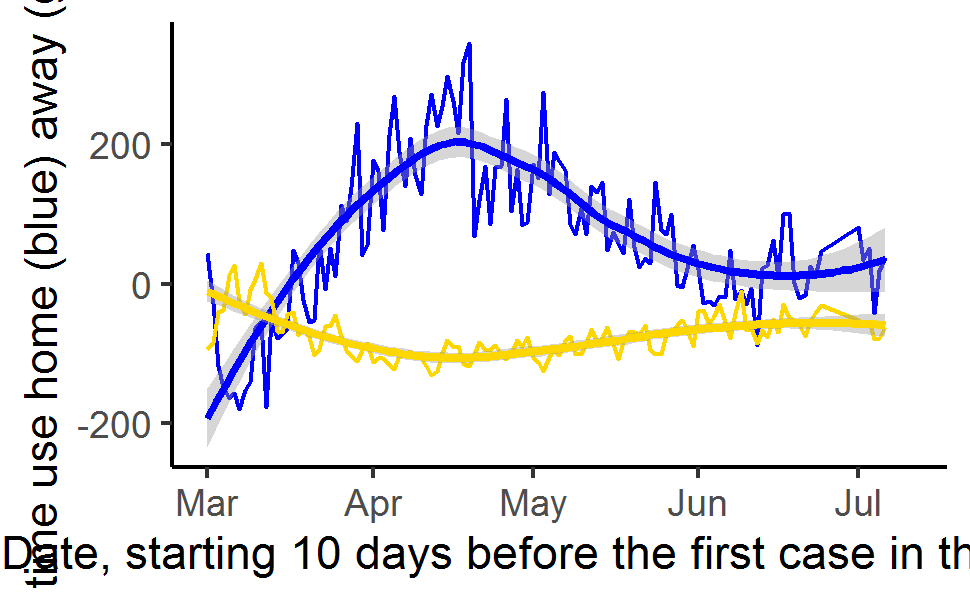 time use home (blue) away (
200
0
-200
Mar Apr May Jun Jul
Date, starting 10 days before the first case in th